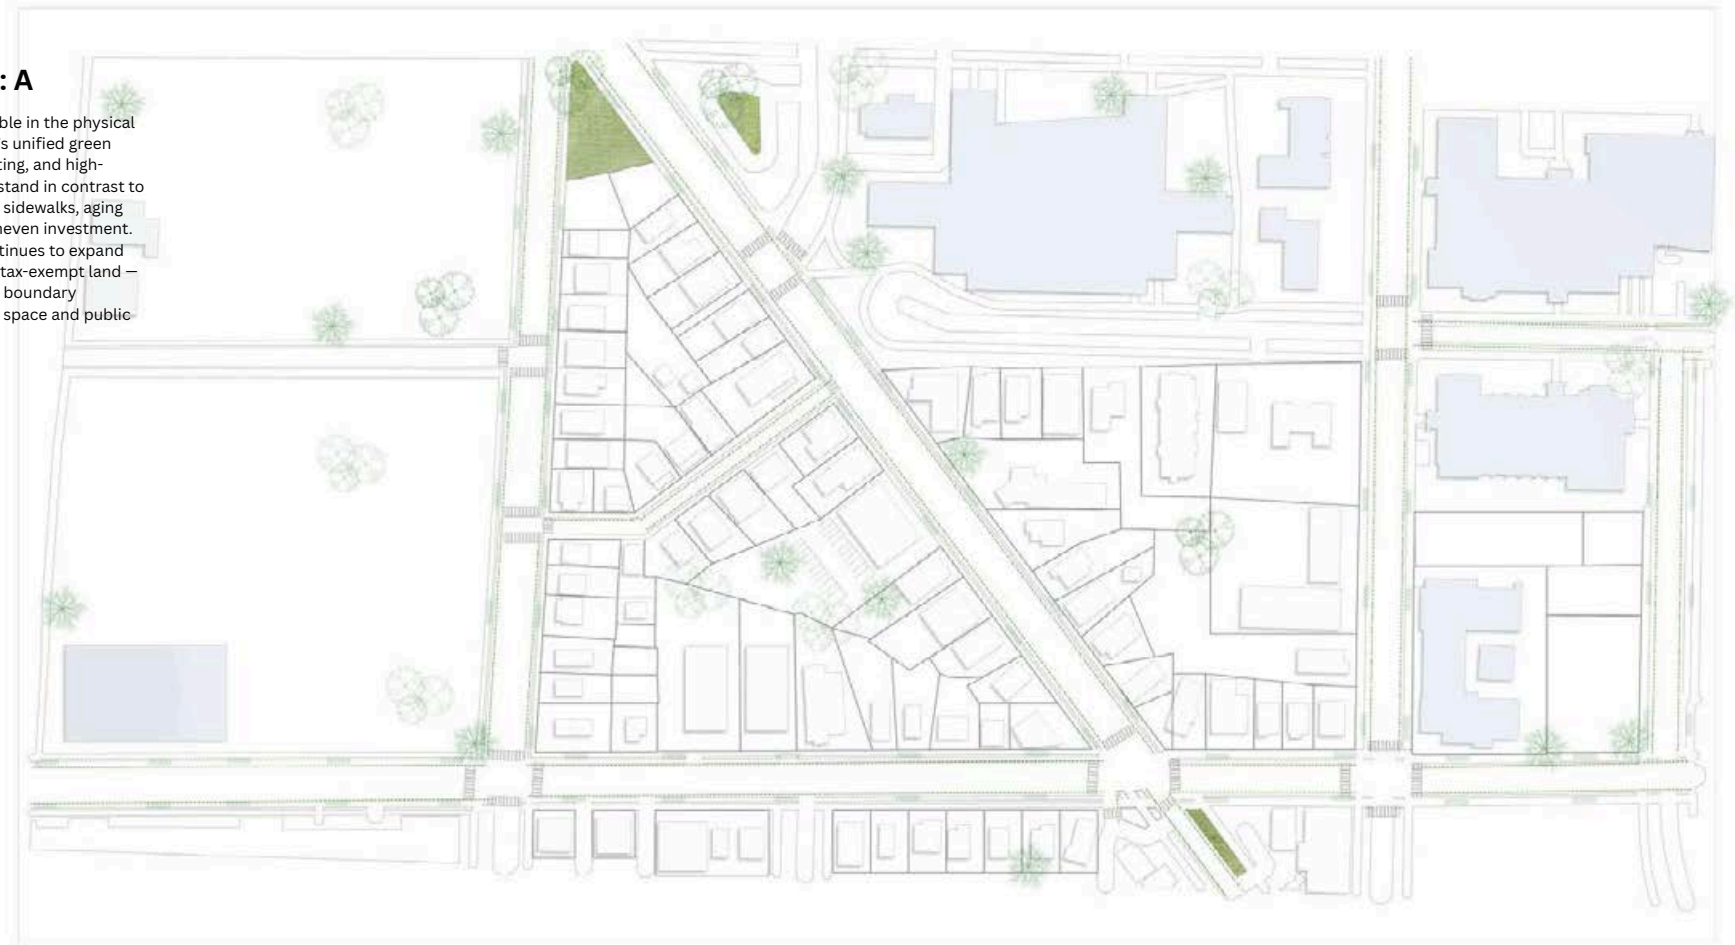 : A
ble in the physical
's unified green
ting, and high-
stand in contrast to
sidewalks, aging
neven investment.
tinues to expand
tax-exempt land —
boundary
space and public